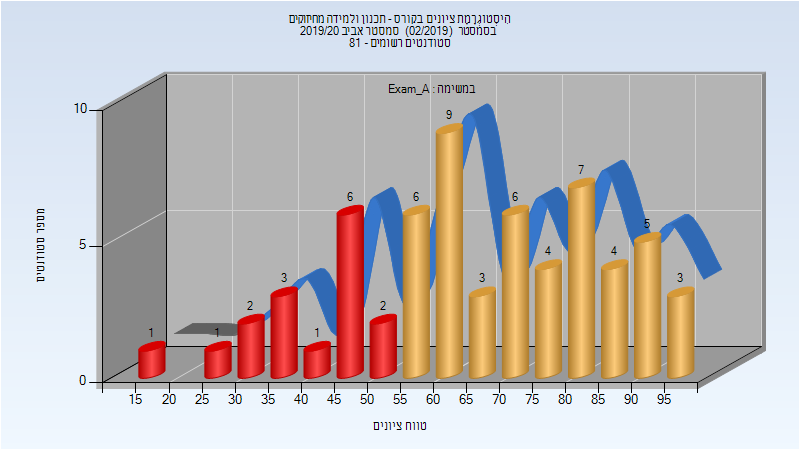 היסטוגרמת ציונים בקורס - תכנון ולמידה מחיזוקים
בסמסטר (02/2019) סמסטר אביב 2019/20
סטודנטים רשומים - 81
במשימה : Exam_A
מספר סטודנטים
10
5
0
1
1
2
3
1
6
2
6
9
3
6
4
7
4
5
3
15 20 25 30 35 40 45 50 55 60 65 70 75 80 85 90 95
טווח ציונים